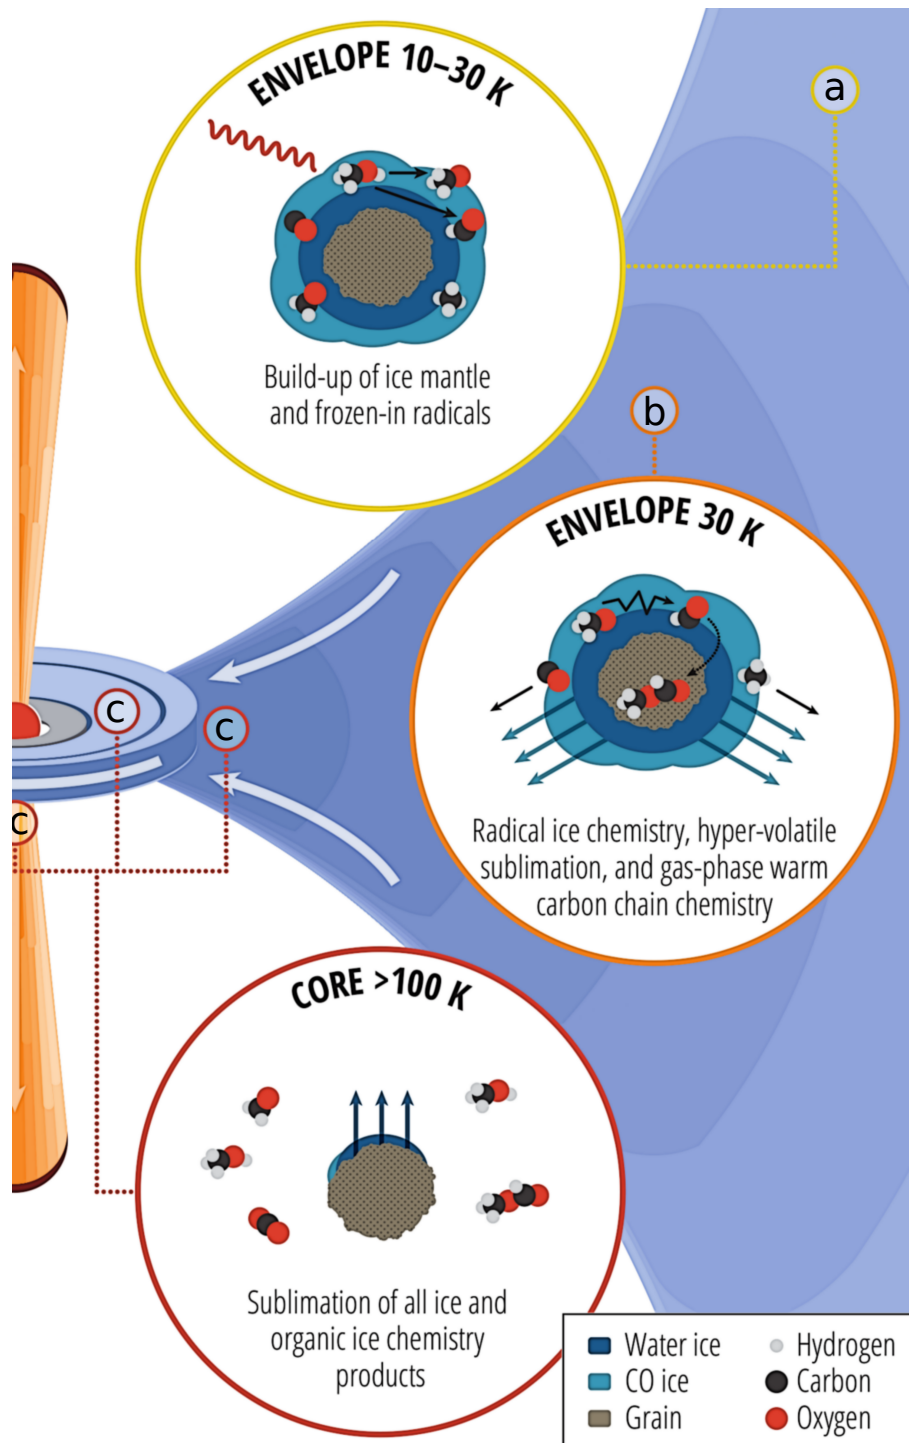 ENVELOPE 10–30 K
a
Build-up of ice mantle
and frozen-in radicals
b
ENVELOPE 30 K
c
c
c
Radical ice chemistry, hyper-volatile
sublimation, and gas-phase warm
carbon chain chemistry
CORE >100 K
Sublimation of all ice and
organic ice chemistry
products
Water ice
CO ice
Grain
Hydrogen
Carbon
Oxygen